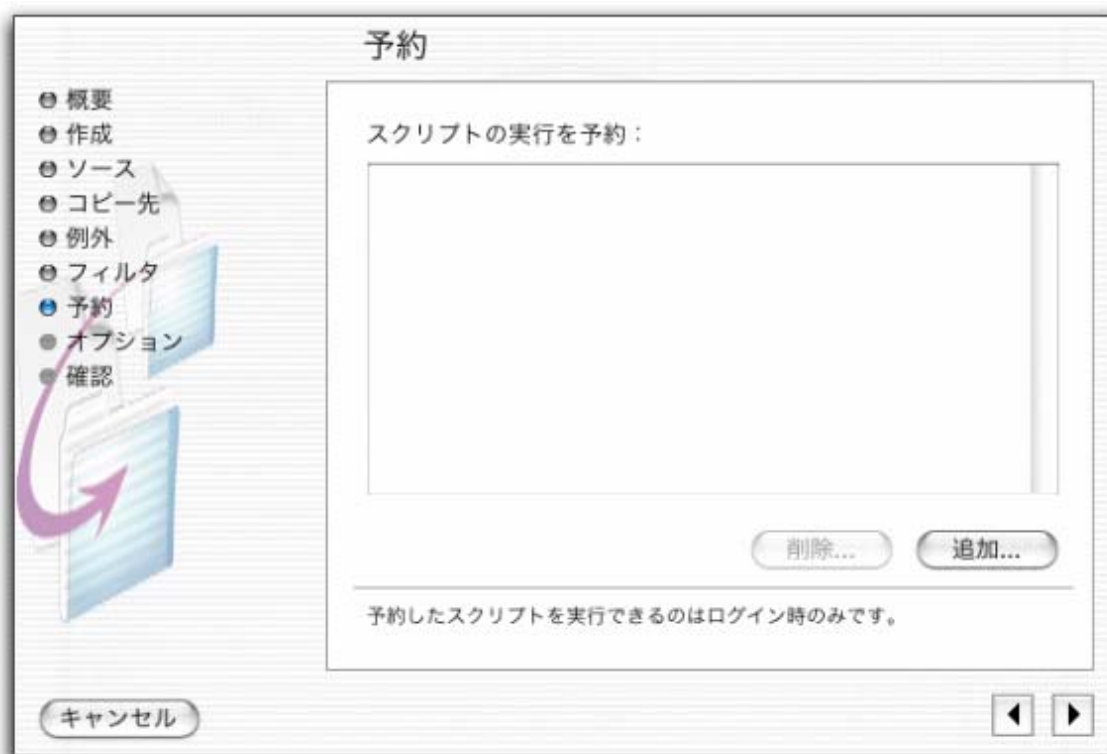 予約
概要
作成
ソース
コピー先
例外
フィルタ
予約
オプション
確認
スクリプトの実行を予約：
削除...
追加...
予約したスクリプトを実行できるのはログイン時のみです。
キャンセル